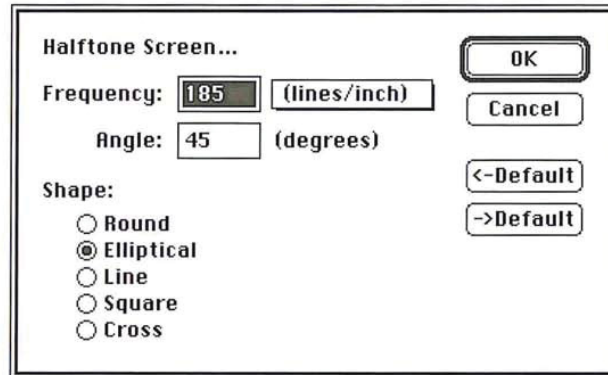 Halftone Screen...
Frequency: 185 (lines/inch)
Angle: 45 (degrees)
Shape:
Round
Elliptical
Line
Square
Cross
OK
Cancel
<-Default
->Default